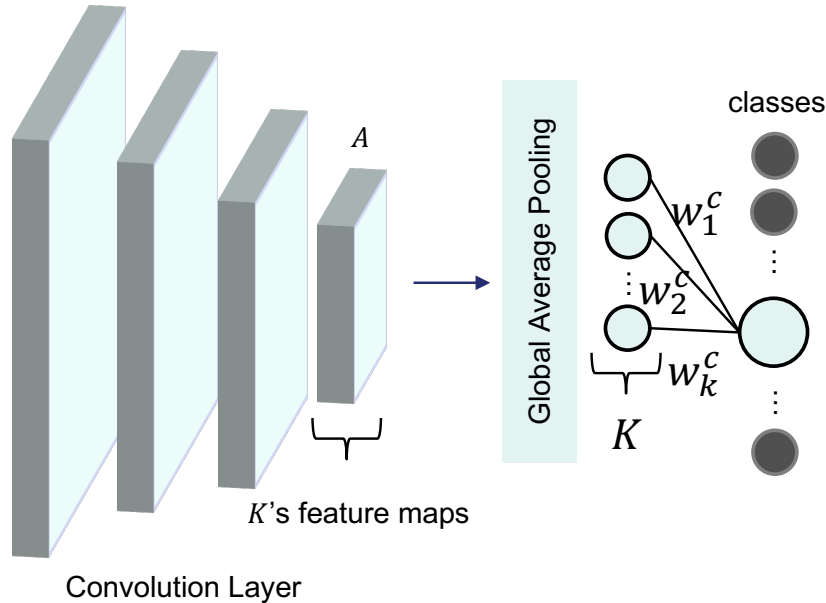 classes
A
Global Average Pooling
w_1^c
⋮
⋮
w_2^c
w_k^c
K
⋮
K's feature maps
Convolution Layer